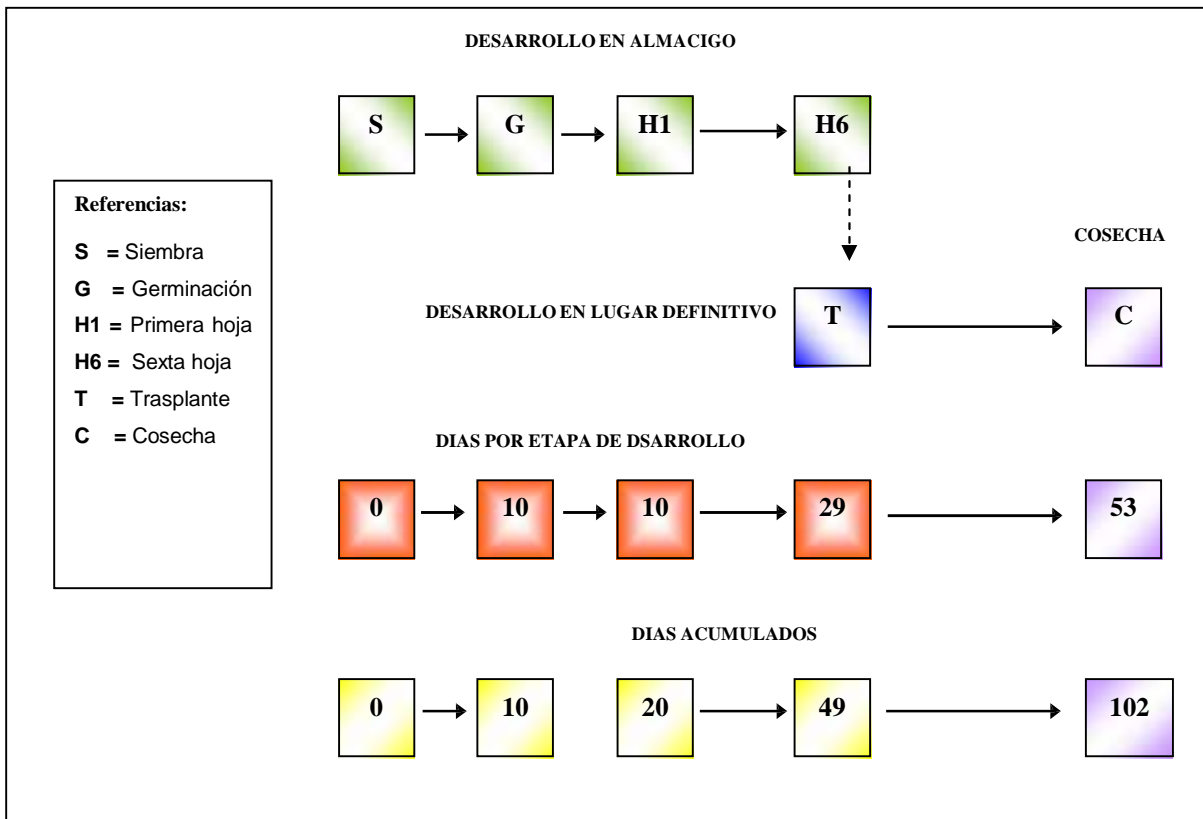 DESARROLLO EN ALMACIGO
S G H1 H6
Referencias:
S = Siembra
G = Germinación
H1 = Primera hoja
H6 = Sexta hoja
T = Trasplante
C = Cosecha
COSECHA
DESARROLLO EN LUGAR DEFINITIVO T C
DIAS POR ETAPA DE DSARROLLO
0 10 10 29 53
DIAS ACUMULADOS
0 10 20 49 102